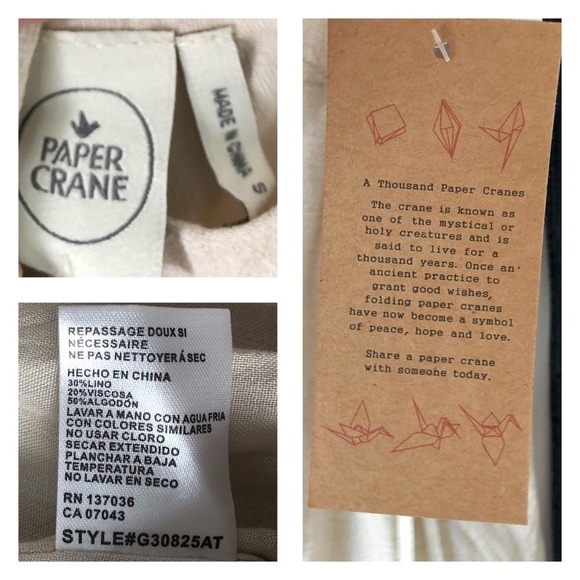 PAPER
CRANE
MADE IN CHINA
S
REPASSAGE DOUX SI
NÉCESSAIRE
NE PAS NETTOYER À SEC
HECHO EN CHINA
30%LINO
20%VISCOSA
50%ALGODÓN
LAVAR A MANO CON AGUA FRIA
CON COLORES SIMILARES
NO USAR CLORO
SECAR EXTENDIDO
PLANCHAR A BAJA
TEMPERATURA
NO LAVAR EN SECO
RN 137036
CA 07043
STYLE#G30825AT
A Thousand Paper Cranes
The crane is known as
one of the mystical or
holy creatures and is
said to live for a
thousand years. Once an
ancient practice to
grant good wishes,
folding paper cranes
have now become a symbol
of peace, hope and love.
Share a paper crane
with someone today.